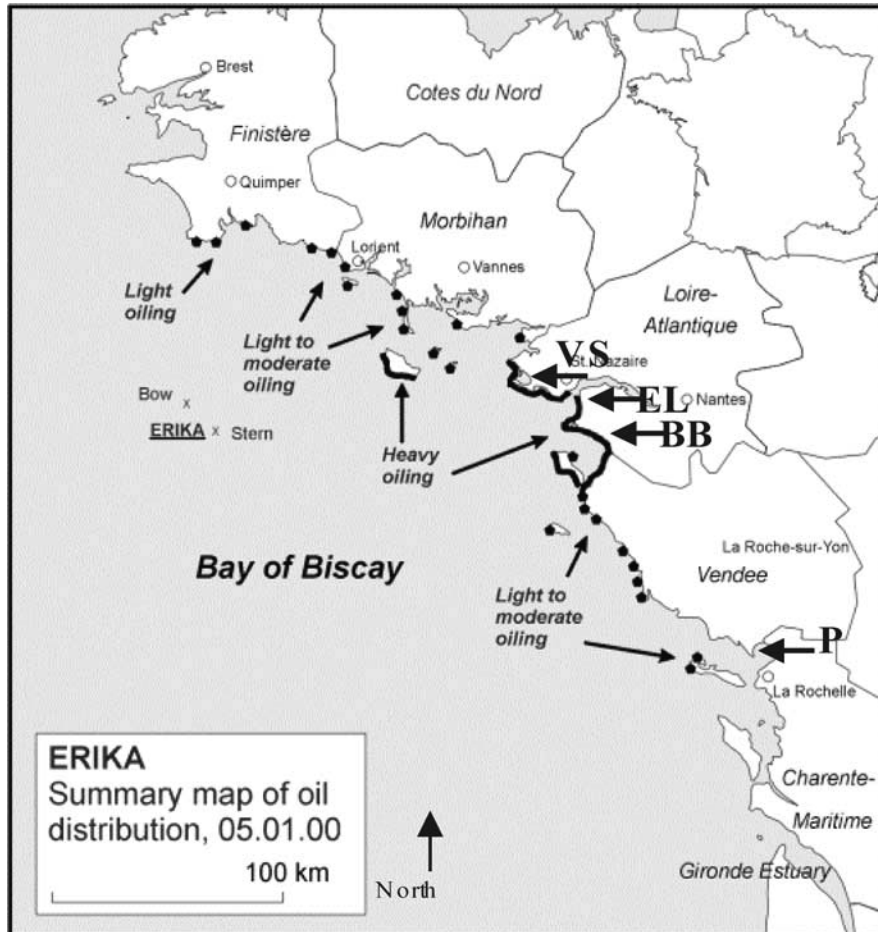 Brest
Cotes du Nord
Finistère
Quimper
Morbihan
Lorient
Vannes
Light
oiling
Loire-
Atlantique
Light to
moderate
oiling
VS
St. Nazaire
Bow
EL
Nantes
ERIKA
Stern
BB
Heavy
oiling
Bay of Biscay
La Roche-sur-Yon
Vendee
Light to
moderate
oiling
P
La Rochelle
ERIKA
Summary map of oil
distribution, 05.01.00
100 km
North
Charente-
Maritime
Gironde Estuary